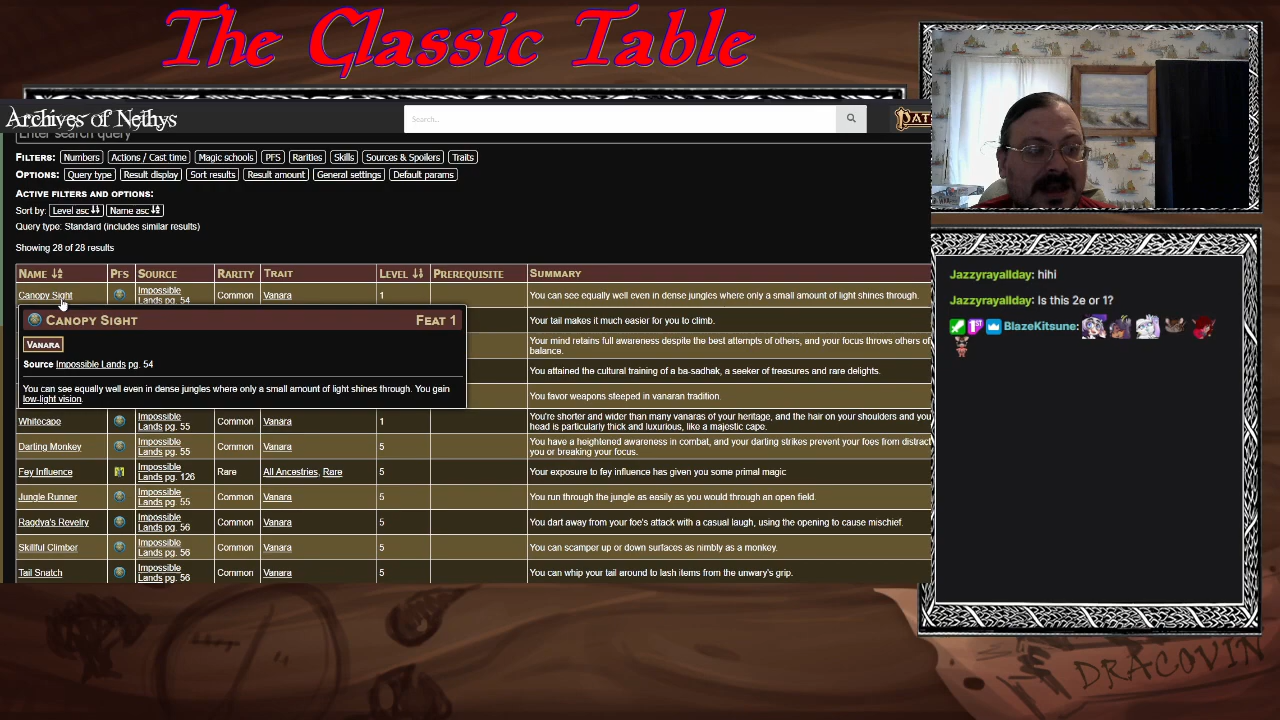 The Classic Table
Archives of Nethys
Search...
Enter search query
FILTERS: Numbers Actions / Cast time Magic schools PFS Rarities Skills Sources & Spoilers Traits
OPTIONS: Query type Result display Sort results Result amount General settings Default params
ACTIVE FILTERS AND OPTIONS:
Sort by: Level asc Name asc
Query type: Standard (includes similar results)
Showing 28 of 28 results
NAME PFS SOURCE RARITY TRAIT LEVEL PREREQUISITE SUMMARY
Canopy Sight Impossible Lands pg. 54 Common Vanara 1 You can see equally well even in dense jungles where only a small amount of light shines through.
CANOPY SIGHT FEAT 1
VANARA
Source Impossible Lands pg. 54
You can see equally well even in dense jungles where only a small amount of light shines through. You gain
low-light vision.
Your tail makes it much easier for you to climb.
Your mind retains full awareness despite the best attempts of others, and your focus throws others of
balance.
You attained the cultural training of a ba-sadhak, a seeker of treasures and rare delights.
You favor weapons steeped in vanaran tradition.
Whitecape Impossible Lands pg. 55 Common Vanara 1 You're shorter and wider than many vanaras of your heritage, and the hair on your shoulders and you
head is particularly thick and luxurious, like a majestic cape.
Darting Monkey Impossible Lands pg. 55 Common Vanara 5 You have a heightened awareness in combat, and your darting strikes prevent your foes from distract
you or breaking your focus.
Fey Influence Impossible Lands pg. 126 Rare All Ancestries, Rare 5 Your exposure to fey influence has given you some primal magic
Jungle Runner Impossible Lands pg. 55 Common Vanara 5 You run through the jungle as easily as you would through an open field.
Ragdya's Revelry Impossible Lands pg. 56 Common Vanara 5 You dart away from your foe's attack with a casual laugh, using the opening to cause mischief.
Skillful Climber Impossible Lands pg. 56 Common Vanara 5 You can scamper up or down surfaces as nimbly as a monkey.
Tail Snatch Impossible Lands pg. 56 Common Vanara 5 You can whip your tail around to lash items from the unwary's grip.
Jazzyrayallday: hihi
Jazzyrayallday: Is this 2e or 1?
BlazeKitsune:
DRACOVIN